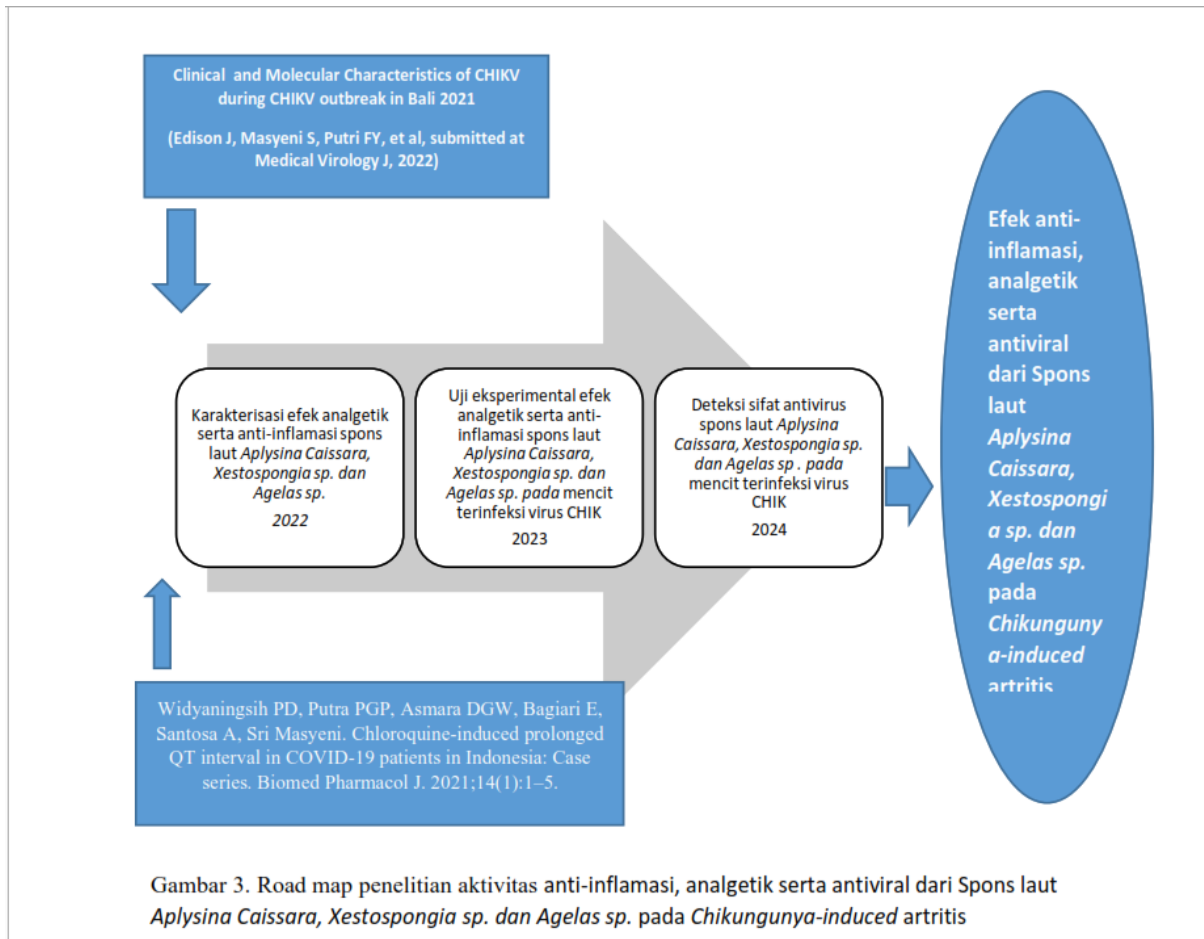 Clinical and Molecular Characteristics of CHIKV
during CHIKV outbreak in Bali 2021
(Edison J, Masyeni S, Putri FY, et al, submitted at
Medical Virology J, 2022)
Karakterisasi efek analgetik
serta anti-inflamasi spons
laut Aplysina Caissara,
Xestospongia sp. dan
Agelas sp.
2022
Uji eksperimental efek
analgetik serta anti-
inflamasi spons laut
Aplysina Caissara,
Xestospongia sp. dan
Agelas sp. pada mencit
terinfeksi virus CHIK
2023
Deteksi sifat antivirus
spons laut Aplysina
Caissara, Xestospongia sp.
dan Agelas sp . pada
mencit terinfeksi virus
CHIK
2024
Efek anti-
inflamasi,
analgetik
serta
antiviral
dari Spons
laut
Aplysina
Caissara,
Xestospongi
a sp. dan
Agelas sp.
pada
Chikunguny
a-induced
artritis
Widyaningsih PD, Putra PGP, Asmara DGW, Bagiari E,
Santosa A, Sri Masyeni. Chloroquine-induced prolonged
QT interval in COVID-19 patients in Indonesia: Case
series. Biomed Pharmacol J. 2021;14(1):1–5.
Gambar 3. Road map penelitian aktivitas anti-inflamasi, analgetik serta antiviral dari Spons laut
Aplysina Caissara, Xestospongia sp. dan Agelas sp. pada Chikungunya-induced artritis